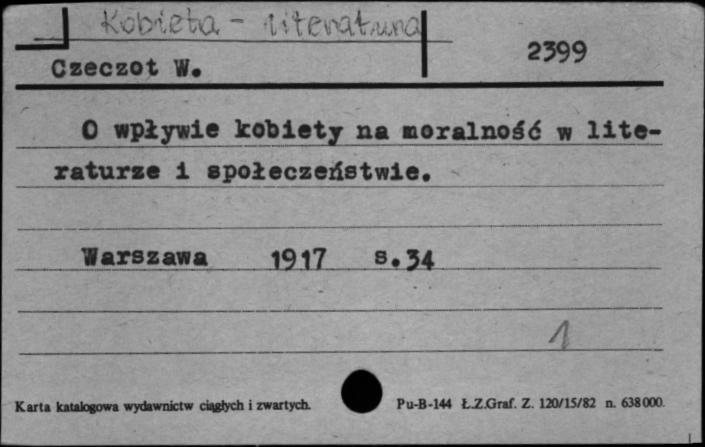 Kobieta - literatura
2399
Czeczot W.
O wpływie kobiety na moralność w lite-
raturze i społeczeństwie.
Warszawa 1917 s.34
1
Karta katalogowa wydawnictw ciągłych i zwartych. Pu-B-144 Ł.Z.Graf. Z. 120/15/82 n. 638000.